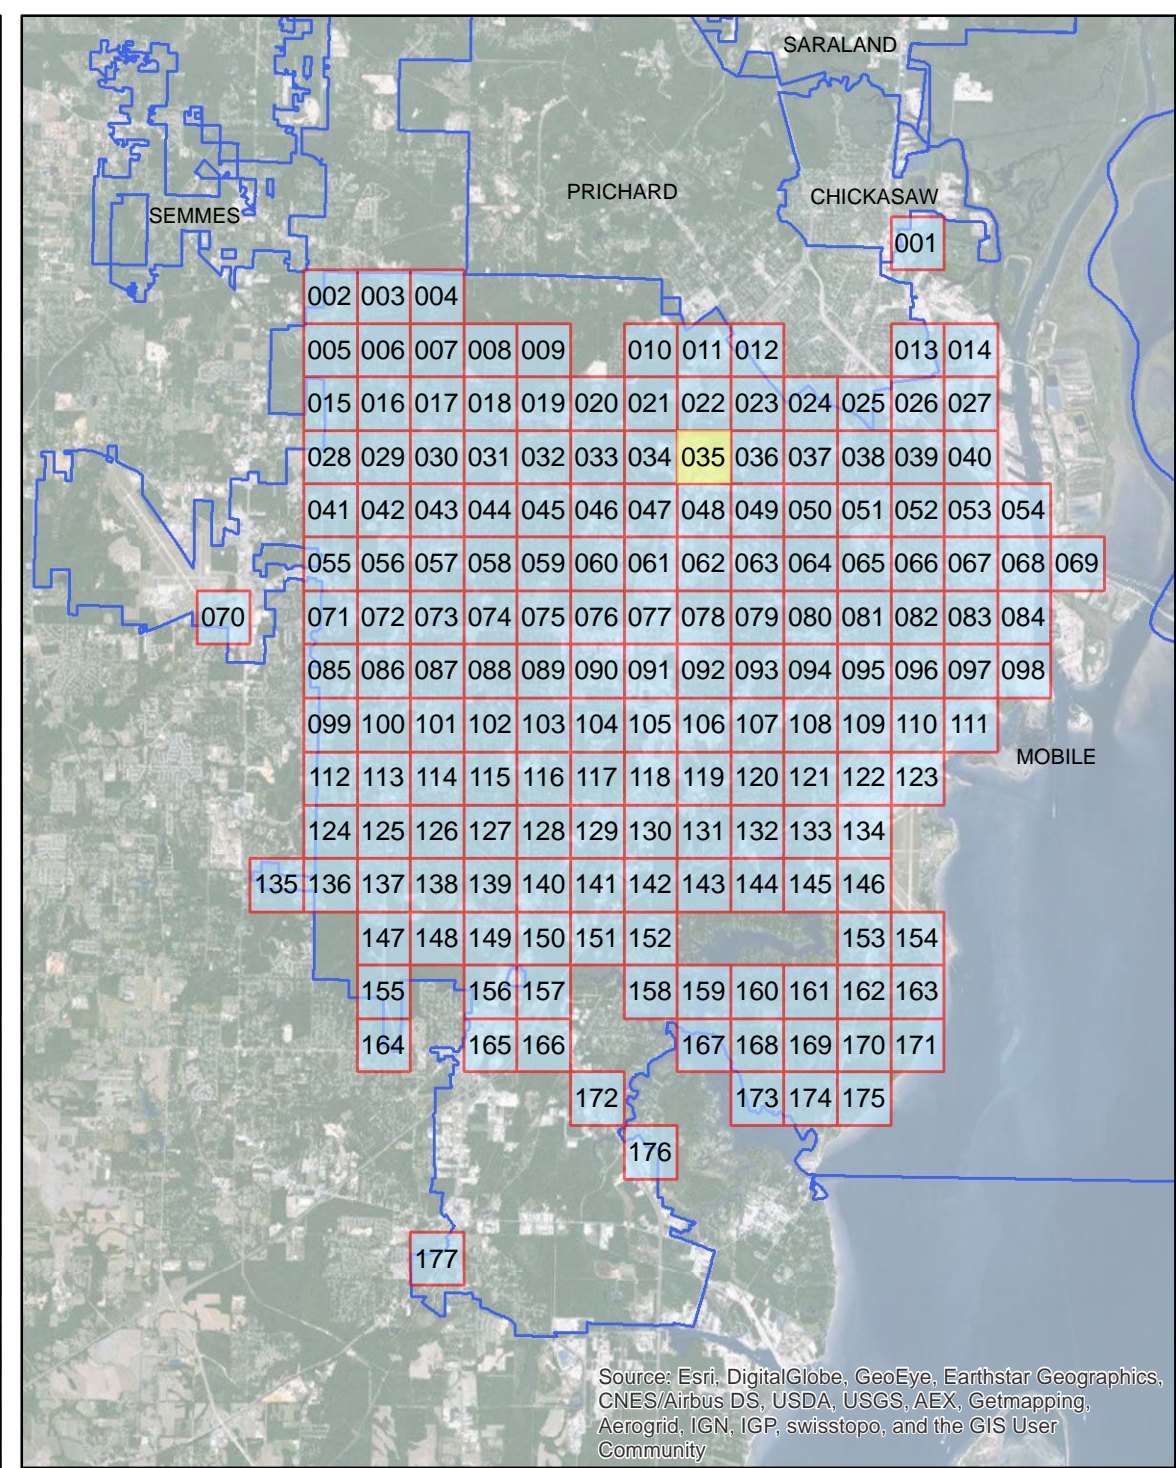 SARALAND
PRICHARD
CHICKASAW
SEMMES
001
002 003 004
005 006 007 008 009 010 011 012 013 014
015 016 017 018 019 020 021 022 023 024 025 026 027
028 029 030 031 032 033 034 035 036 037 038 039 040
041 042 043 044 045 046 047 048 049 050 051 052 053 054
055 056 057 058 059 060 061 062 063 064 065 066 067 068 069
070 071 072 073 074 075 076 077 078 079 080 081 082 083 084
085 086 087 088 089 090 091 092 093 094 095 096 097 098
099 100 101 102 103 104 105 106 107 108 109 110 111
MOBILE
112 113 114 115 116 117 118 119 120 121 122 123
124 125 126 127 128 129 130 131 132 133 134
135 136 137 138 139 140 141 142 143 144 145 146
147 148 149 150 151 152 153 154
155 156 157 158 159 160 161 162 163
164 165 166 167 168 169 170 171
172 173 174 175
176
177
Source: Esri, DigitalGlobe, GeoEye, Earthstar Geographics,
CNES/Airbus DS, USDA, USGS, AEX, Getmapping,
Aerogrid, IGN, IGP, swisstopo, and the GIS User
Community